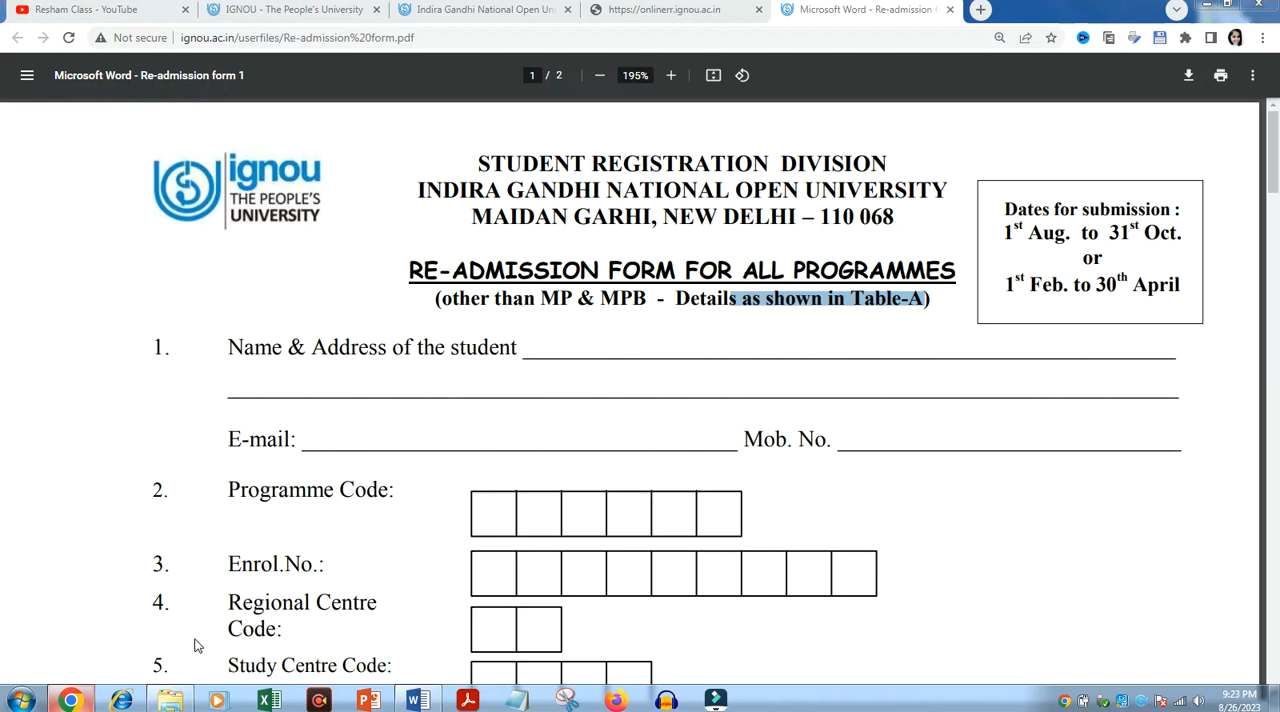 Resham Class - YouTube
IGNOU - The People's University
Indira Gandhi National Open Un
https://onlinerr.ignou.ac.in
Microsoft Word - Re-admission f
Not secure
ignou.ac.in/userfiles/Re-admission%20form.pdf
Microsoft Word - Re-admission form 1
1 / 2
195%
ignou
THE PEOPLE'S
UNIVERSITY
STUDENT REGISTRATION DIVISION
INDIRA GANDHI NATIONAL OPEN UNIVERSITY
MAIDAN GARHI, NEW DELHI – 110 068
RE-ADMISSION FORM FOR ALL PROGRAMMES
(other than MP & MPB - Details as shown in Table-A)
Dates for submission :
1st Aug. to 31st Oct.
or
1st Feb. to 30th April
1. Name & Address of the student
E-mail: Mob. No.
2. Programme Code:
3. Enrol.No.:
4. Regional Centre
Code:
5. Study Centre Code:
9:23 PM
8/26/2023